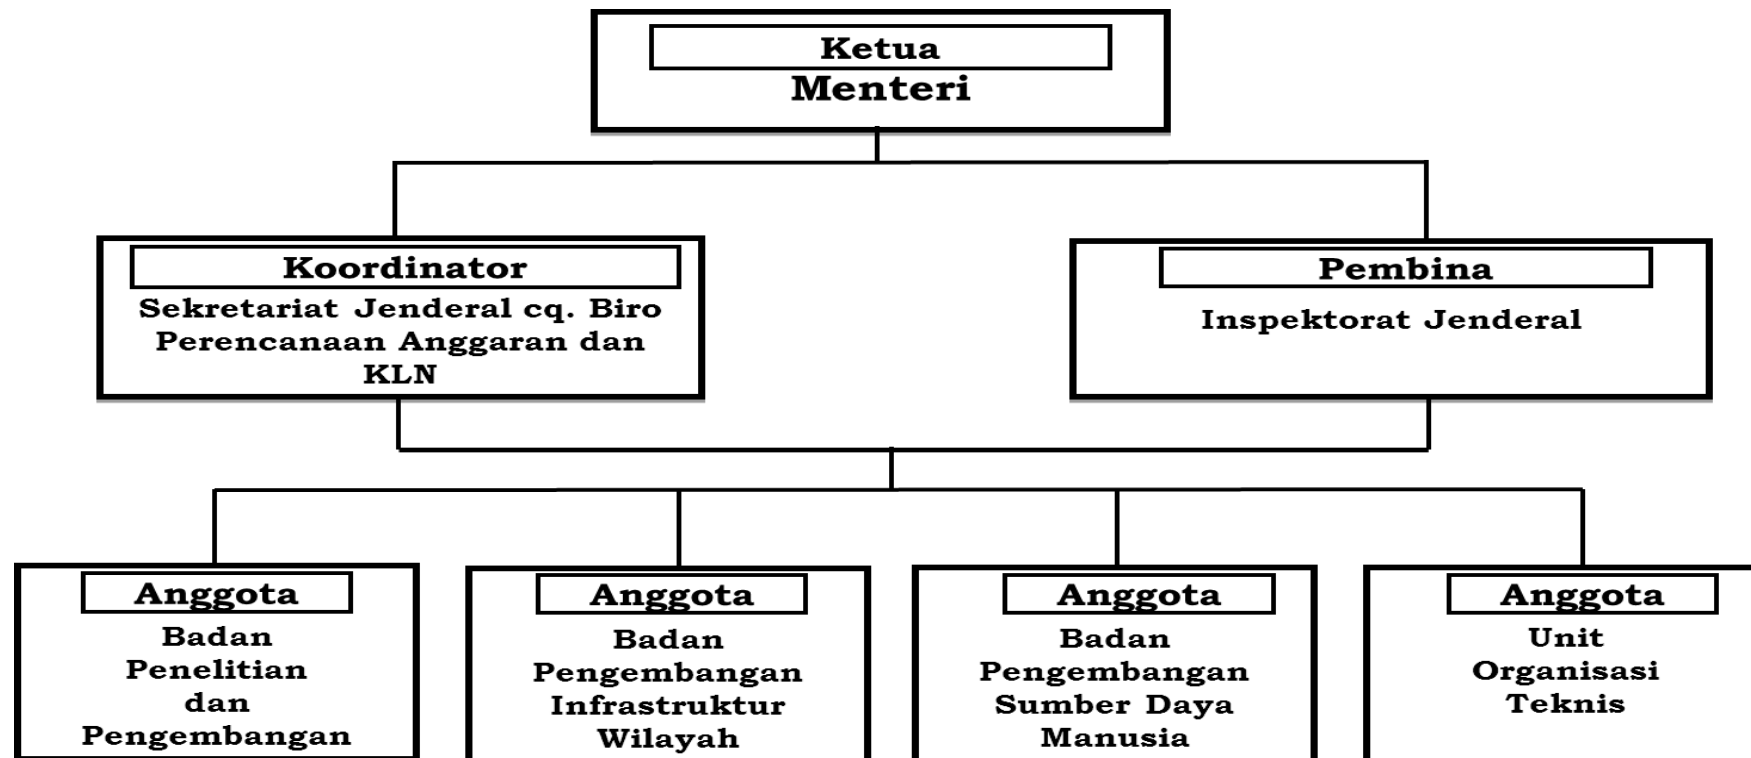 Ketua
Menteri
Koordinator
Sekretariat Jenderal cq. Biro
Perencanaan Anggaran dan
KLN
Pembina
Inspektorat Jenderal
Anggota
Badan
Penelitian
dan
Pengembangan
Anggota
Badan
Pengembangan
Infrastruktur
Wilayah
Anggota
Badan
Pengembangan
Sumber Daya
Manusia
Anggota
Unit
Organisasi
Teknis